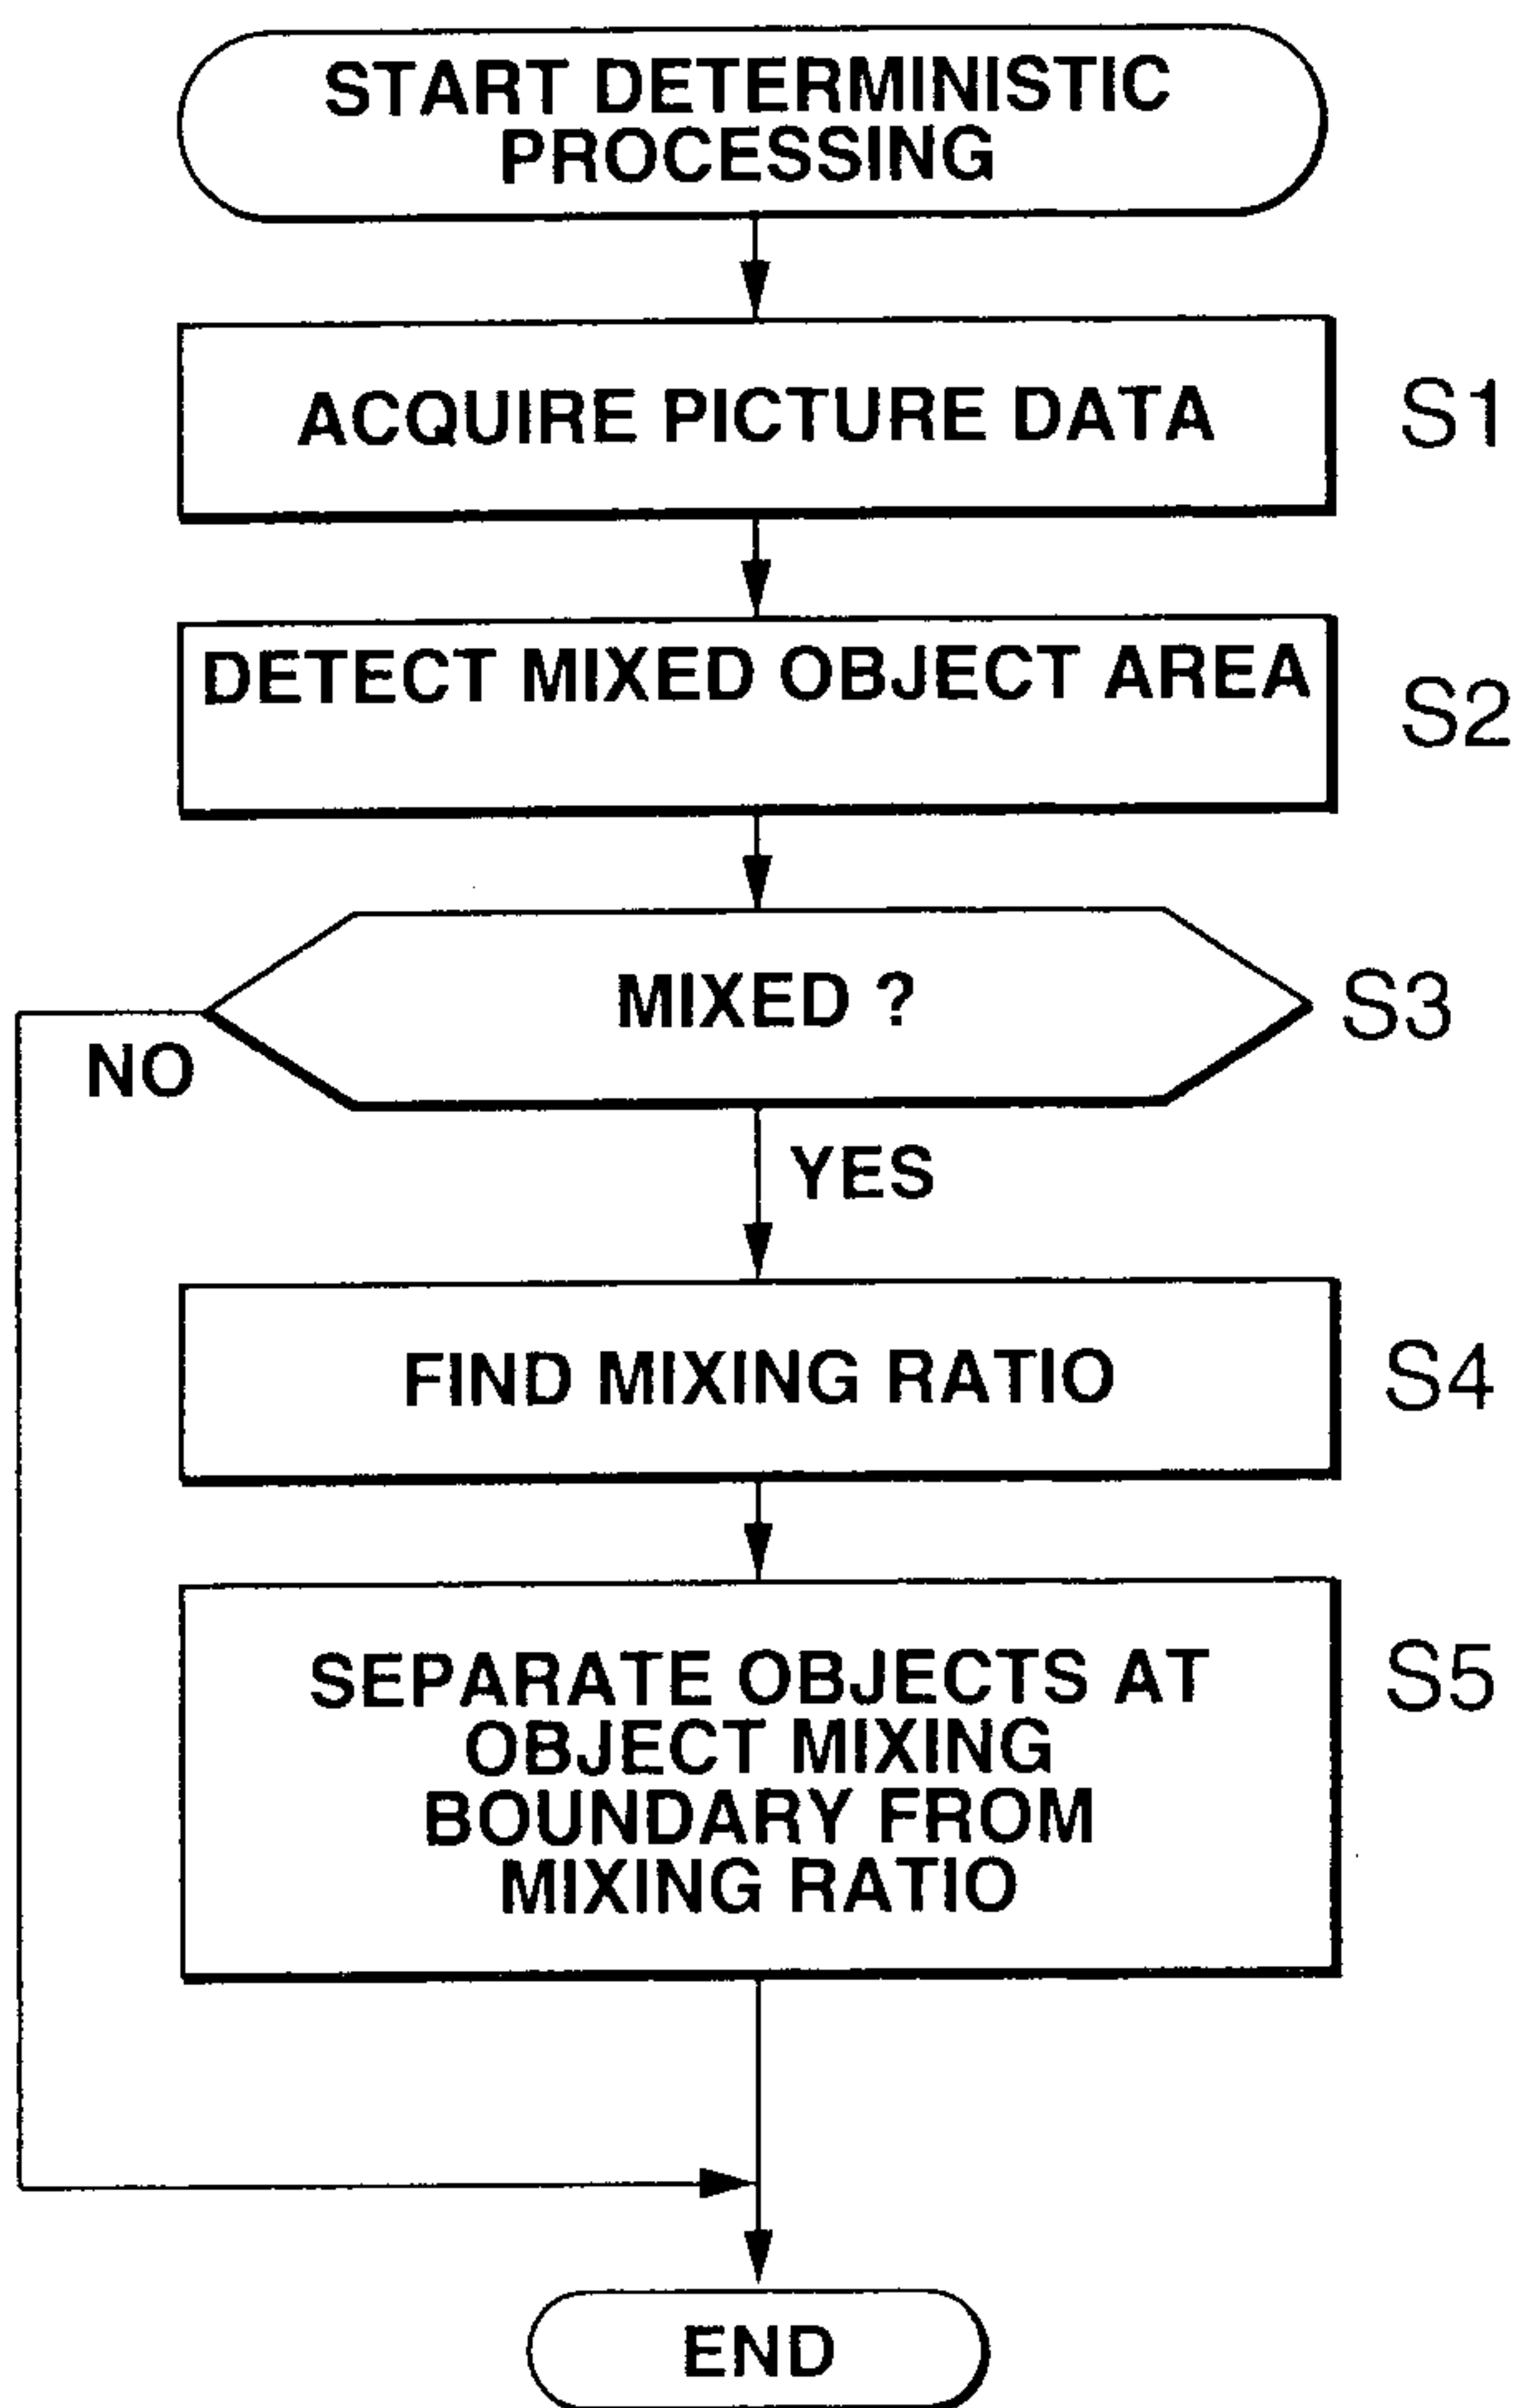 START DETERMINISTIC
PROCESSING
ACQUIRE PICTURE DATA
S1
DETECT MIXED OBJECT AREA
S2
MIXED ?
S3
NO
YES
FIND MIXING RATIO
S4
SEPARATE OBJECTS AT
OBJECT MIXING
BOUNDARY FROM
MIXING RATIO
S5
END